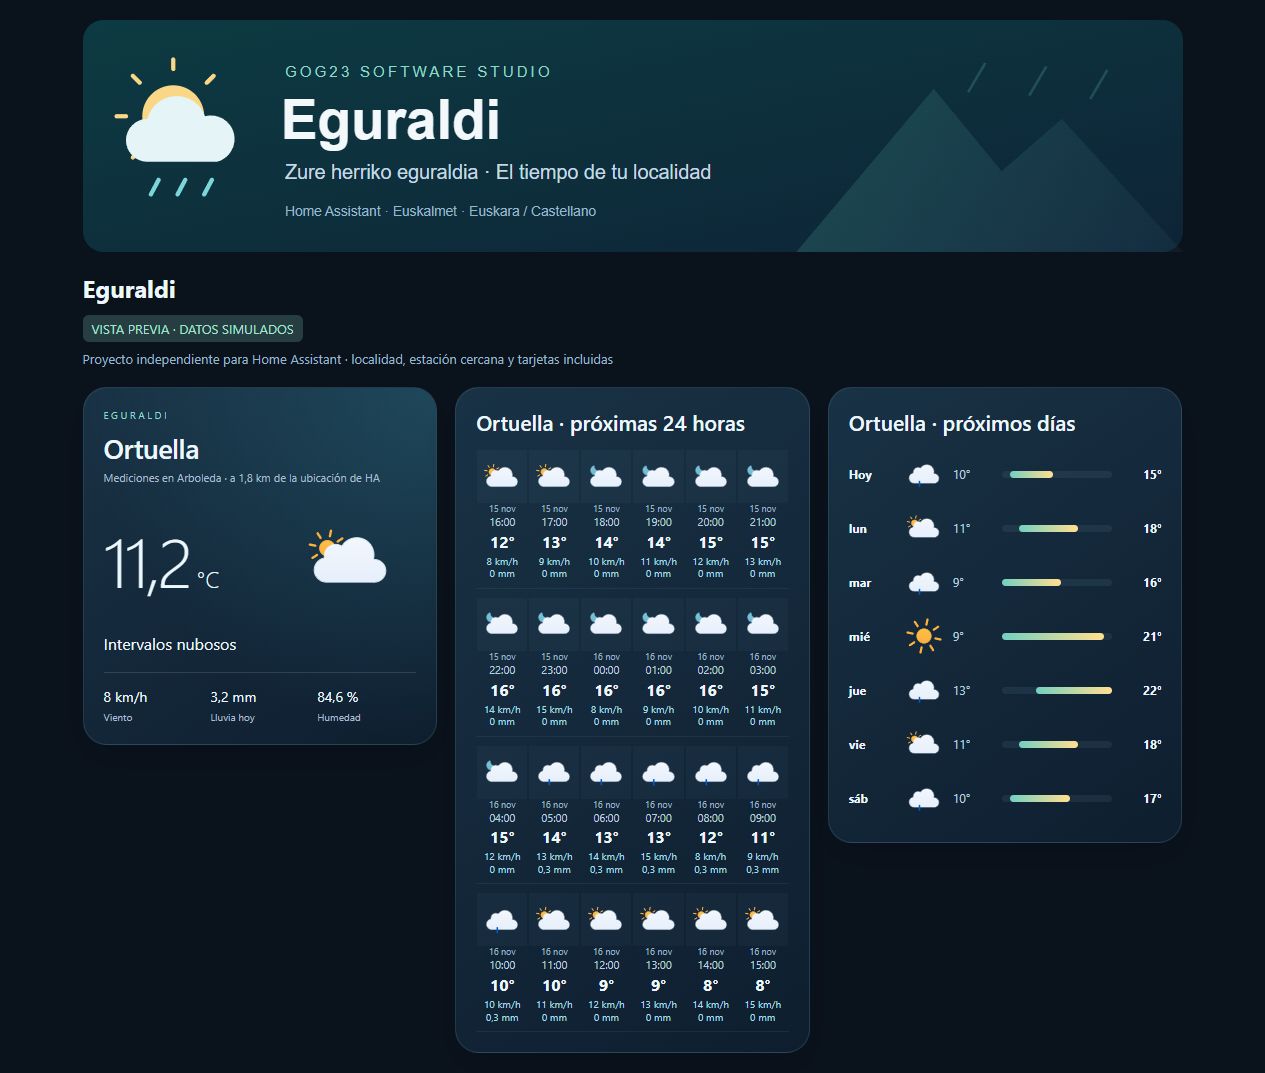 GOG23 SOFTWARE STUDIO
Eguraldi
Zure herriko eguraldia · El tiempo de tu localidad
Home Assistant · Euskalmet · Euskara / Castellano
Eguraldi
VISTA PREVIA · DATOS SIMULADOS
Proyecto independiente para Home Assistant · localidad, estación cercana y tarjetas incluidas
EGURALDI
Ortuella
Mediciones en Arboleda · a 1,8 km de la ubicación de HA
11,2 °C
Intervalos nubosos
8 km/h 3,2 mm 84,6 %
Viento Lluvia hoy Humedad
Ortuella · próximas 24 horas
15 nov 15 nov 15 nov 15 nov 15 nov 15 nov
16:00 17:00 18:00 19:00 20:00 21:00
12° 13° 14° 14° 15° 15°
8 km/h 9 km/h 10 km/h 11 km/h 12 km/h 13 km/h
0 mm 0 mm 0 mm 0 mm 0 mm 0 mm
15 nov 15 nov 16 nov 16 nov 16 nov 16 nov
22:00 23:00 00:00 01:00 02:00 03:00
16° 16° 16° 16° 16° 15°
14 km/h 15 km/h 8 km/h 9 km/h 10 km/h 11 km/h
0 mm 0 mm 0 mm 0 mm 0 mm 0 mm
16 nov 16 nov 16 nov 16 nov 16 nov 16 nov
04:00 05:00 06:00 07:00 08:00 09:00
15° 14° 13° 13° 12° 11°
12 km/h 13 km/h 14 km/h 15 km/h 8 km/h 9 km/h
0 mm 0,3 mm 0,3 mm 0,3 mm 0,3 mm 0,3 mm
16 nov 16 nov 16 nov 16 nov 16 nov 16 nov
10:00 11:00 12:00 13:00 14:00 15:00
10° 10° 9° 9° 8° 8°
10 km/h 11 km/h 12 km/h 13 km/h 14 km/h 15 km/h
0,3 mm 0 mm 0 mm 0 mm 0 mm 0 mm
Ortuella · próximos días
Hoy 10° 15°
lun 11° 18°
mar 9° 16°
mié 9° 21°
jue 13° 22°
vie 11° 18°
sáb 10° 17°